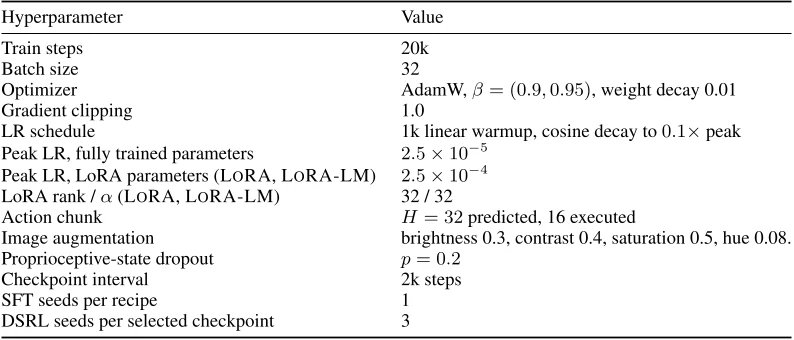 Hyperparameter Value
Train steps 20k
Batch size 32
Optimizer AdamW, β = (0.9, 0.95), weight decay 0.01
Gradient clipping 1.0
LR schedule 1k linear warmup, cosine decay to 0.1× peak
Peak LR, fully trained parameters 2.5 × 10⁻⁵
Peak LR, LoRA parameters (LORA, LORA-LM) 2.5 × 10⁻⁴
LoRA rank / α (LORA, LORA-LM) 32 / 32
Action chunk H = 32 predicted, 16 executed
Image augmentation brightness 0.3, contrast 0.4, saturation 0.5, hue 0.08.
Proprioceptive-state dropout p = 0.2
Checkpoint interval 2k steps
SFT seeds per recipe 1
DSRL seeds per selected checkpoint 3